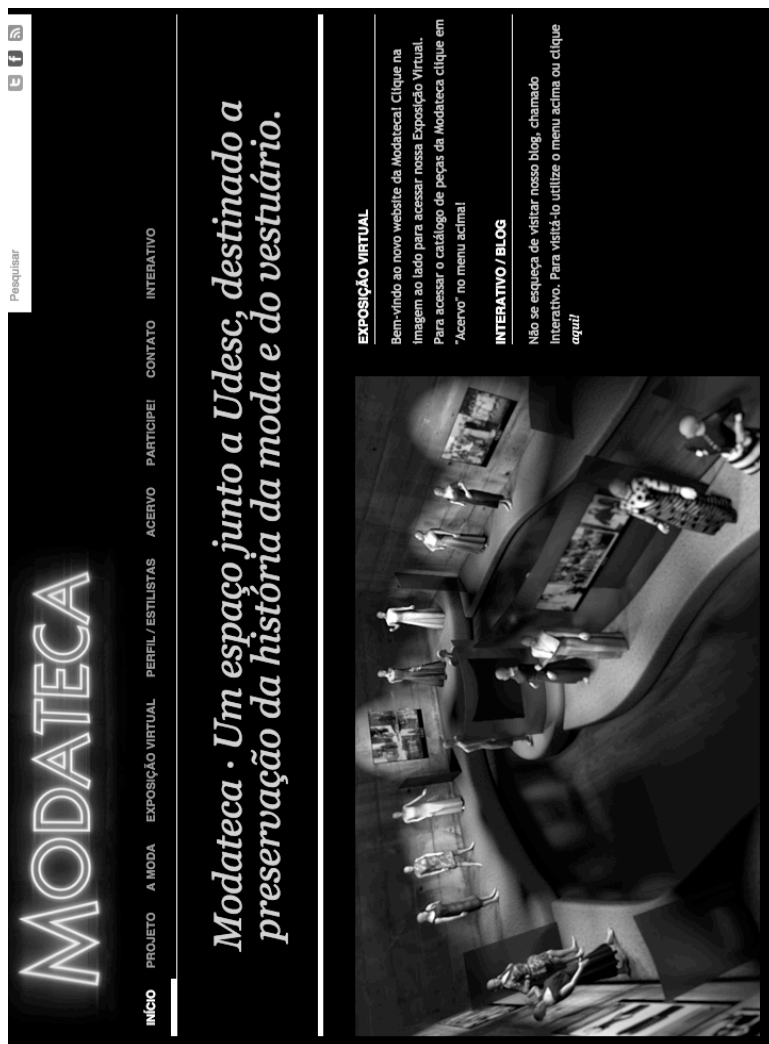 Pesquisar
MODATECA
INÍCIO PROJETO A MODA EXPOSIÇÃO VIRTUAL PERFIL / ESTILISTAS ACERVO PARTICIPE! CONTATO INTERATIVO
Modateca · Um espaço junto a Udesc, destinado a
preservação da história da moda e do vestuário.
EXPOSIÇÃO VIRTUAL
Bem-vindo ao novo website da Modateca! Clique na
imagem ao lado para acessar nossa Exposição Virtual.
Para acessar o catálogo de peças da Modateca clique em
"Acervo" no menu acima!
INTERATIVO / BLOG
Não se esqueça de visitar nosso blog, chamado
Interativo. Para visitá-lo utilize o menu acima ou clique
aqui!